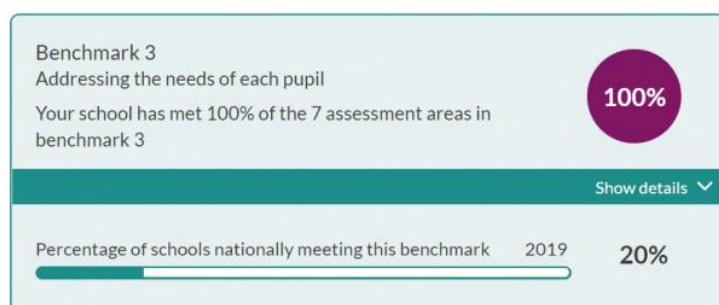 Benchmark 3
Addressing the needs of each pupil
Your school has met 100% of the 7 assessment areas in
benchmark 3
100%
Show details
Percentage of schools nationally meeting this benchmark 2019 20%